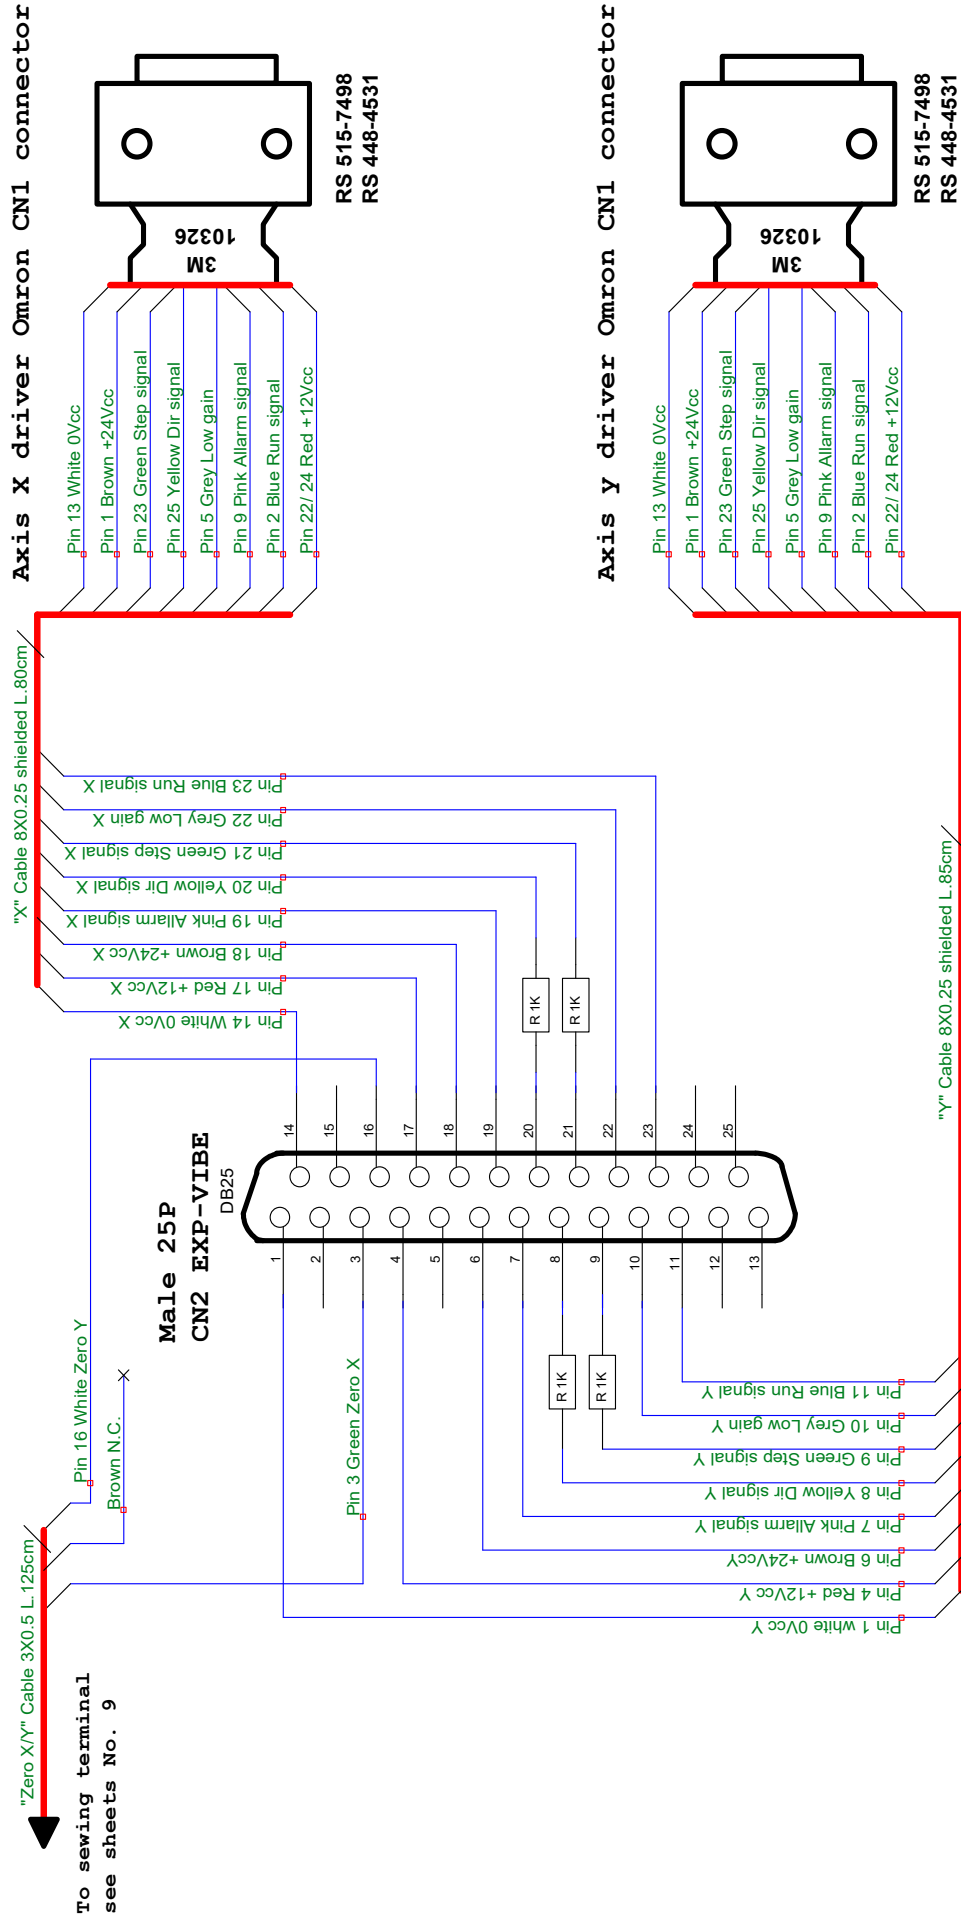 Axis X driver Omron CN1 connector
RS 515-7498
RS 448-4531
3M
10326
Pin 13 White 0Vcc
Pin 1 Brown +24Vcc
Pin 23 Green Step signal
Pin 25 Yellow Dir signal
Pin 5 Grey Low gain
Pin 9 Pink Allarm signal
Pin 2 Blue Run signal
Pin 22/ 24 Red +12Vcc
Axis y driver Omron CN1 connector
RS 515-7498
RS 448-4531
3M
10326
Pin 13 White 0Vcc
Pin 1 Brown +24Vcc
Pin 23 Green Step signal
Pin 25 Yellow Dir signal
Pin 5 Grey Low gain
Pin 9 Pink Allarm signal
Pin 2 Blue Run signal
Pin 22/ 24 Red +12Vcc
"X" Cable 8X0.25 shielded L.80cm
Pin 23 Blue Run signal X
Pin 22 Grey Low gain X
Pin 21 Green Step signal X
Pin 20 Yellow Dir signal X
Pin 19 Pink Allarm signal X
Pin 18 Brown +24Vcc X
Pin 17 Red +12Vcc X
Pin 14 White 0Vcc X
R 1K
R 1K
"Y" Cable 8X0.25 shielded L.85cm
Male 25P
CN2 EXP-VIBE
DB25
14
15
16
17
18
19
20
21
22
23
24
25
1
2
3
4
5
6
7
8
9
10
11
12
13
R 1K
R 1K
Pin 16 White Zero Y
Brown N.C.
Pin 3 Green Zero X
Pin 11 Blue Run signal Y
Pin 10 Grey Low gain Y
Pin 9 Green Step signal Y
Pin 8 Yellow Dir signal Y
Pin 7 Pink Allarm signal Y
Pin 6 Brown +24VccY
Pin 4 Red +12Vcc Y
Pin 1 white 0Vcc Y
"Zero X/Y" Cable 3X0.5 L.125cm
To sewing terminal
see sheets No. 9